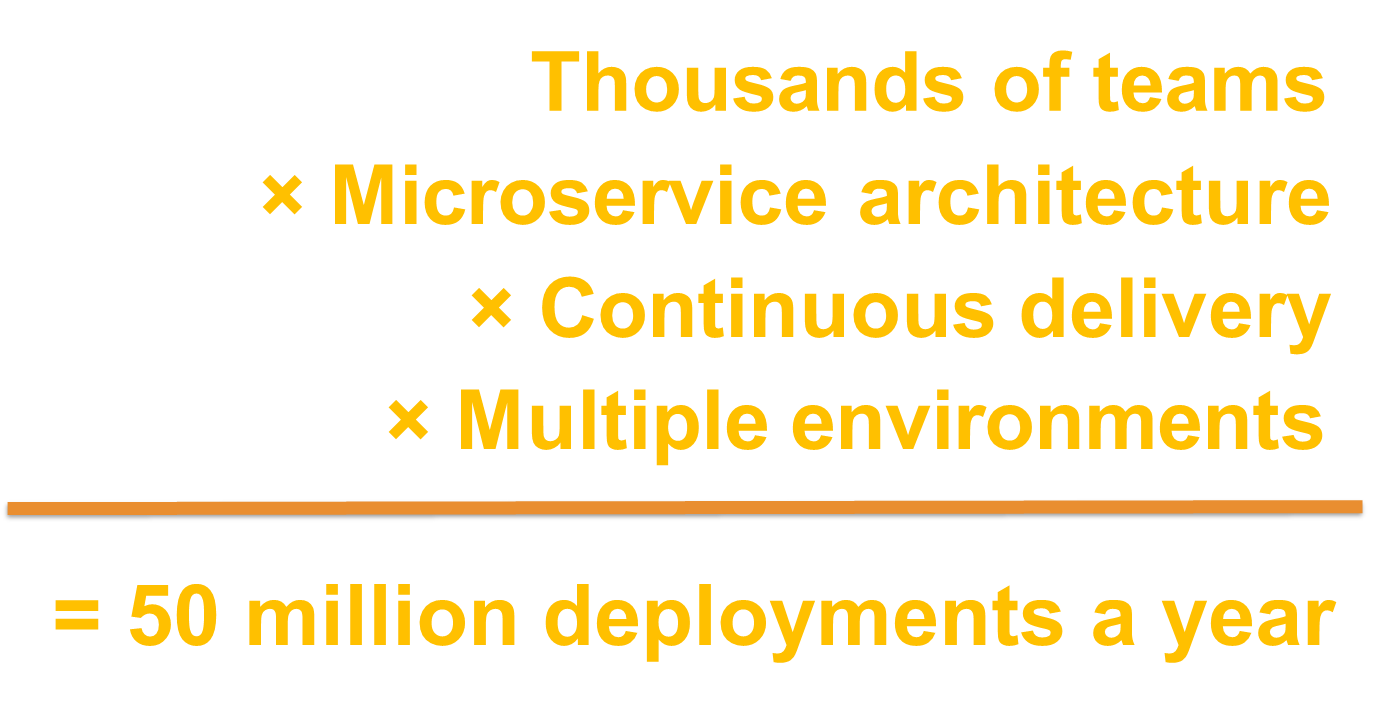 Thousands of teams
× Microservice architecture
× Continuous delivery
× Multiple environments
= 50 million deployments a year